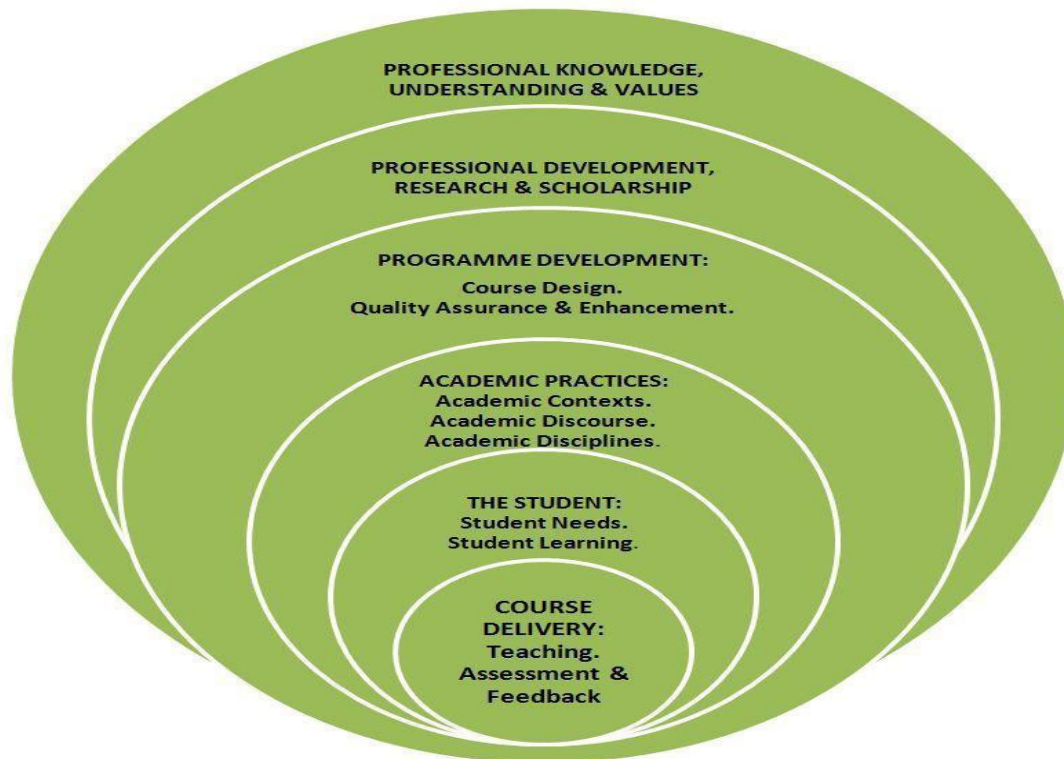 PROFESSIONAL KNOWLEDGE,
UNDERSTANDING & VALUES
PROFESSIONAL DEVELOPMENT,
RESEARCH & SCHOLARSHIP
PROGRAMME DEVELOPMENT:
Course Design.
Quality Assurance & Enhancement.
ACADEMIC PRACTICES:
Academic Contexts.
Academic Discourse.
Academic Disciplines.
THE STUDENT:
Student Needs.
Student Learning.
COURSE
DELIVERY:
Teaching.
Assessment &
Feedback